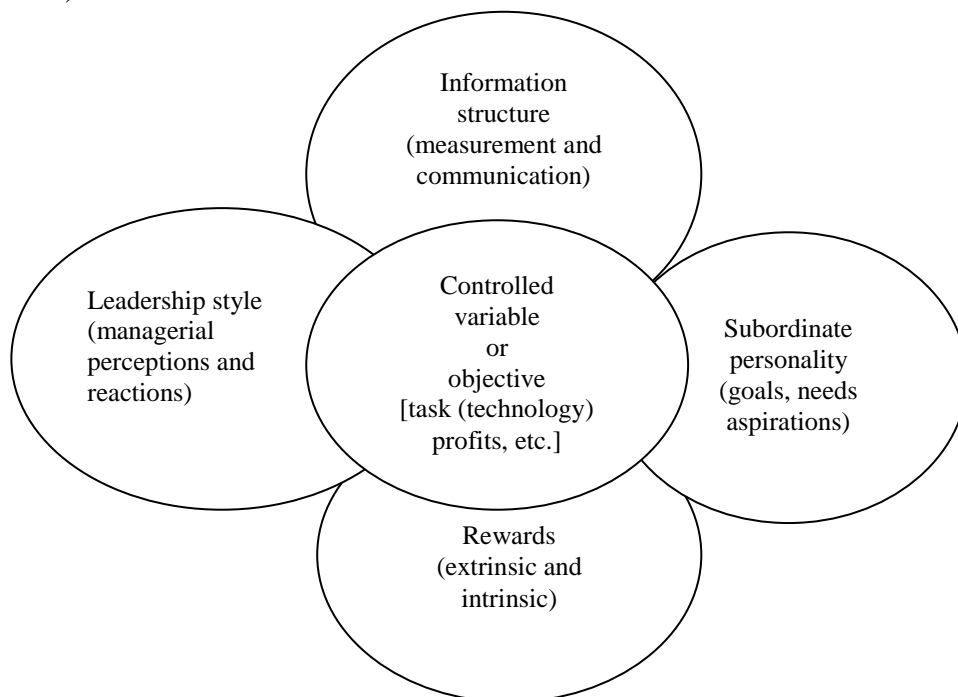 Information
structure
(measurement and
communication)
Leadership style
(managerial
perceptions and
reactions)
Controlled
variable
or
objective
[task (technology)
profits, etc.]
Subordinate
personality
(goals, needs
aspirations)
Rewards
(extrinsic and
intrinsic)